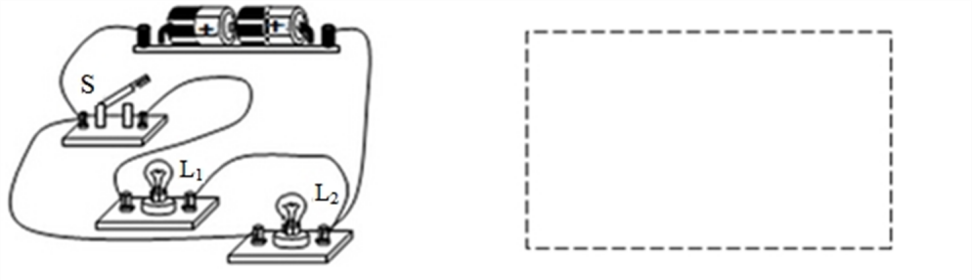 + +
S
L₁
L₂